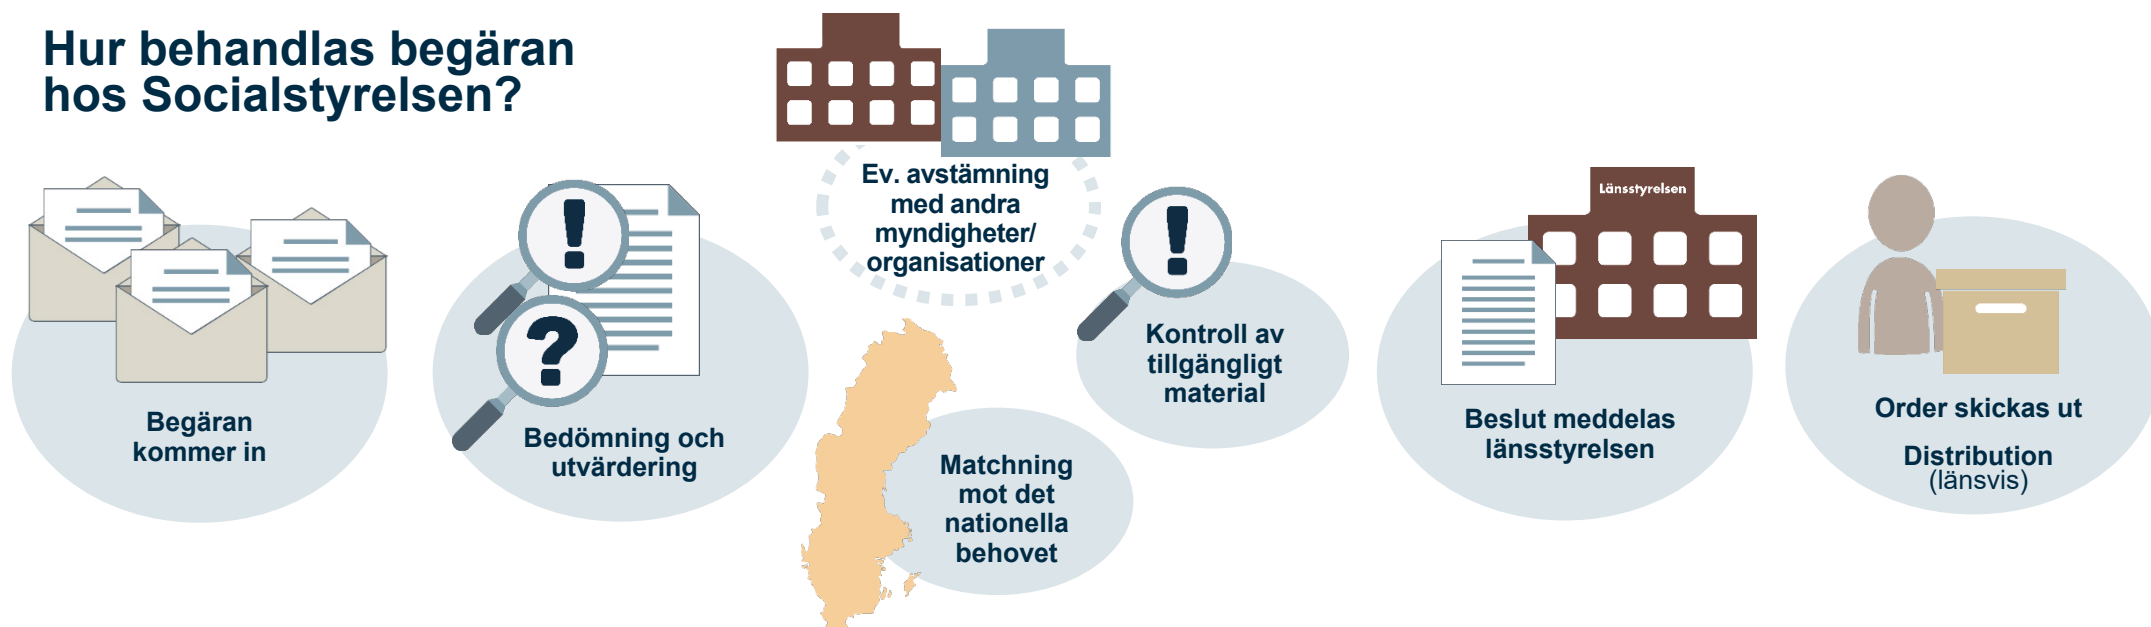 Hur behandlas begäran
hos Socialstyrelsen?
Begäran
kommer in
!
?
Bedömning och
utvärdering
Ev. avstämning
med andra
myndigheter/
organisationer
Matchning
mot det
nationella
behovet
!
Kontroll av
tillgängligt
material
Länsstyrelsen
Beslut meddelas
länsstyrelsen
Order skickas ut
Distribution
(länsvis)